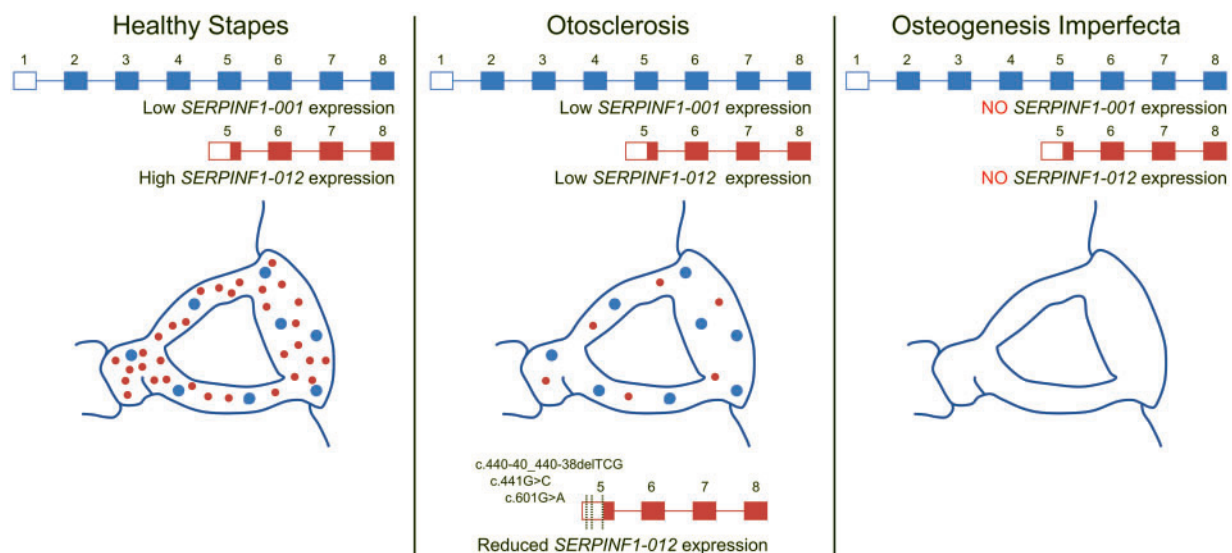 Healthy Stapes
1 2 3 4 5 6 7 8
Low SERPINF1-001 expression
5 6 7 8
High SERPINF1-012 expression
Otosclerosis
1 2 3 4 5 6 7 8
Low SERPINF1-001 expression
5 6 7 8
Low SERPINF1-012 expression
c.440-40_440-38delTCG
c.441G>C
c.601G>A
5 6 7 8
Reduced SERPINF1-012 expression
Osteogenesis Imperfecta
1 2 3 4 5 6 7 8
NO SERPINF1-001 expression
5 6 7 8
NO SERPINF1-012 expression